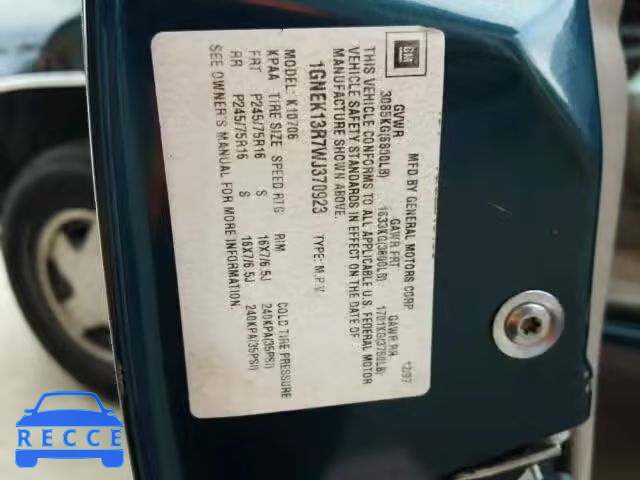 GM
MFD BY GENERAL MOTORS CORP 12/97
GVWR GAWR FRT GAWR RR
3085KG(6800LB) 1633KG(3600LB) 1701KG(3750LB)
THIS VEHICLE CONFORMS TO ALL APPLICABLE U.S. FEDERAL MOTOR
VEHICLE SAFETY STANDARDS IN EFFECT ON THE DATE OF
MANUFACTURE SHOWN ABOVE.
1GNEK13R7WJ370923 TYPE: M.P.V
MODEL: K10706
KPAA TIRE SIZE SPEED RTG RIM COLD TIRE PRESSURE
FRT P245/75R16 S 16X7/6.5J 240KPA(35PSI)
RR P245/75R16 S 16X7/6.5J 240KPA(35PSI)
SEE OWNER'S MANUAL FOR MORE INFORMATION.
RECCE